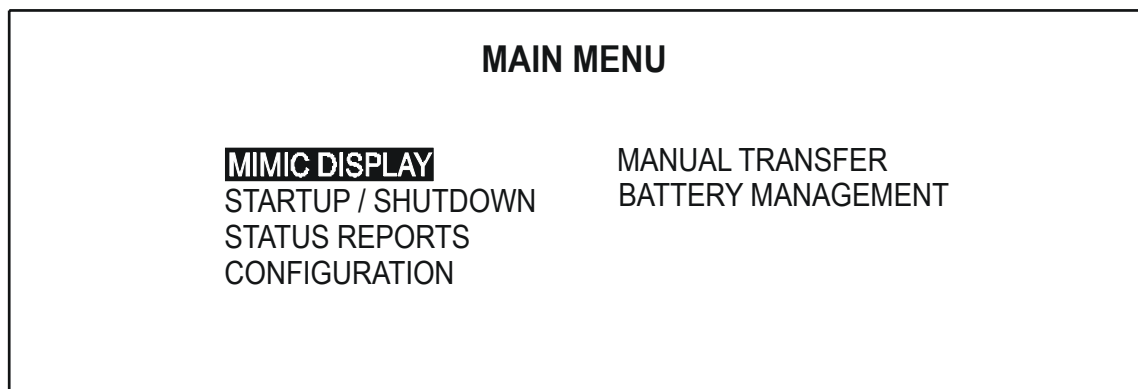 MAIN MENU
MIMIC DISPLAY
STARTUP / SHUTDOWN
STATUS REPORTS
CONFIGURATION
MANUAL TRANSFER
BATTERY MANAGEMENT